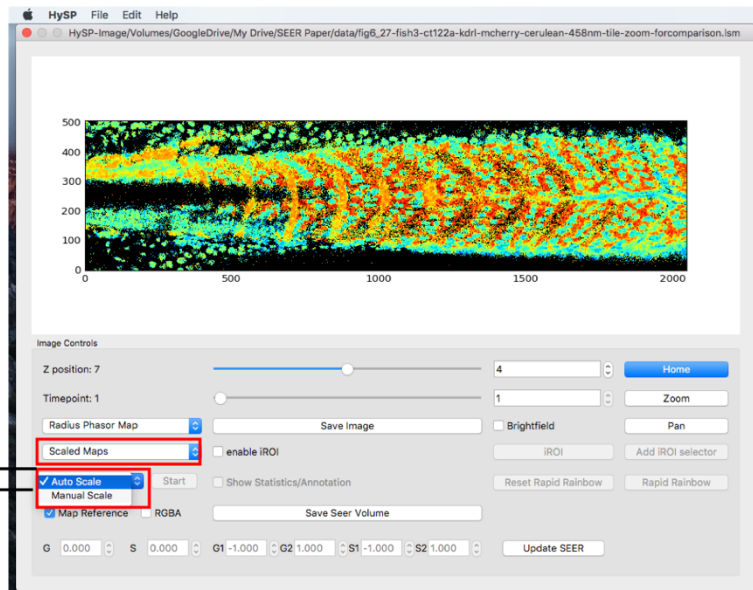 HySP File Edit Help
HySP-Image/Volumes/GoogleDrive/My Drive/SEER Paper/data/fig6_27-fish3-ct122a-kdrl-mcherry-cerulean-458nm-tile-zoom-forcomparison.lsm
500
400
300
200
100
0
0 500 1000 1500 2000
Image Controls
Z position: 7 4 Home
Timepoint: 1 1 Zoom
Radius Phasor Map Save Image Brightfield Pan
Scaled Maps enable iROI iROI Add iROI selector
✓ Auto Scale Start Show Statistics/Annotation Reset Rapid Rainbow Rapid Rainbow
Manual Scale
Map Reference RGBA Save Seer Volume
G 0.000 S 0.000 G1 -1.000 G2 1.000 S1 -1.000 S2 1.000 Update SEER